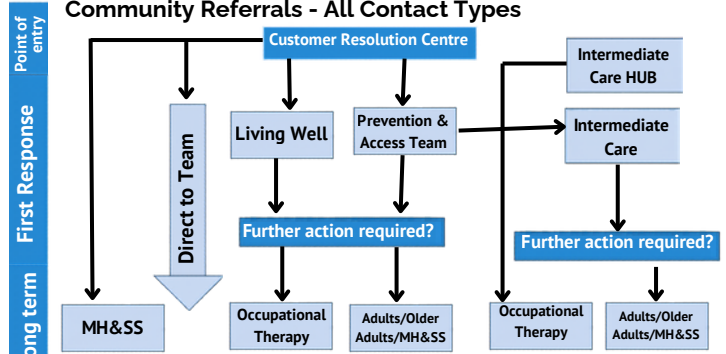 Community Referrals - All Contact Types
Point of
entry
Customer Resolution Centre
Intermediate
Care HUB
First Response
Direct to Team
Living Well
Prevention &
Access Team
Intermediate
Care
Further action required?
Further action required?
ong term
MH&SS
Occupational
Therapy
Adults/Older
Adults/MH&SS
Occupational
Therapy
Adults/Older
Adults/MH&SS